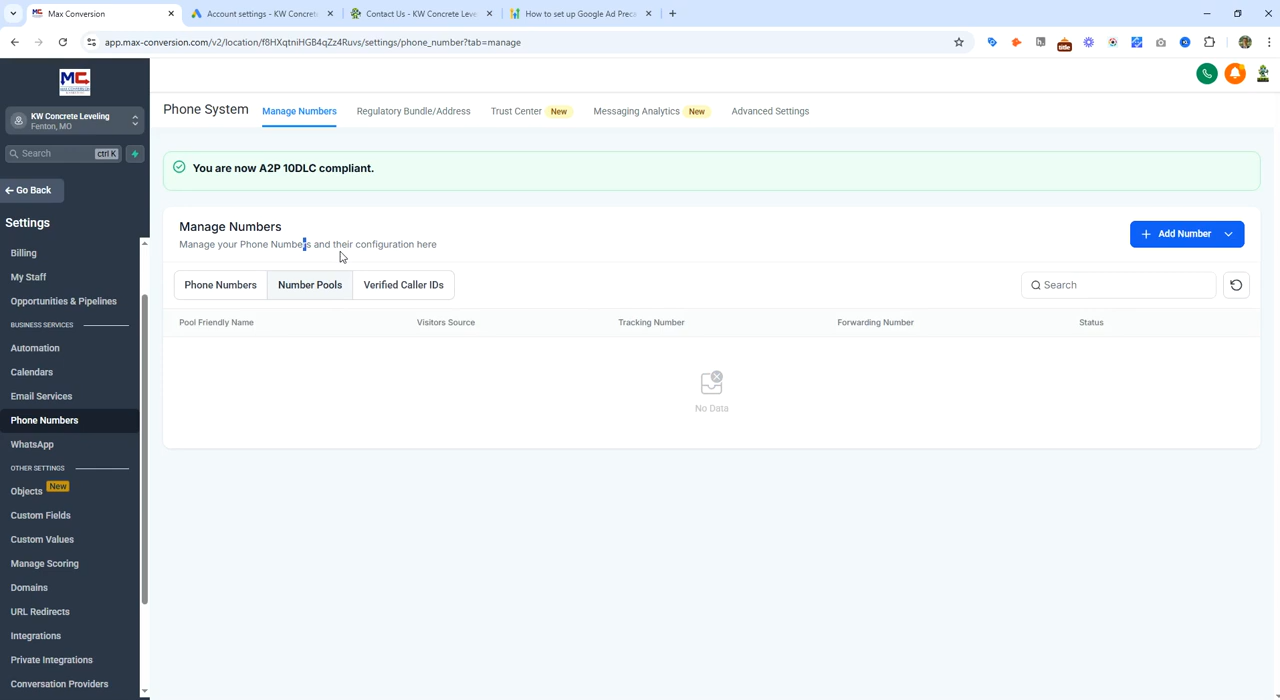 Max Conversion
Account settings - KW Concrete
Contact Us - KW Concrete Leve
How to set up Google Ad Preca
app.max-conversion.com/v2/location/f8HXqtniHGB4qZz4Ruvs/settings/phone_number?tab=manage
MC
KW Concrete Leveling
Fenton, MO
Search
ctrl K
Go Back
Settings
Billing
My Staff
Opportunities & Pipelines
BUSINESS SERVICES
Automation
Calendars
Email Services
Phone Numbers
WhatsApp
OTHER SETTINGS
Objects New
Custom Fields
Custom Values
Manage Scoring
Domains
URL Redirects
Integrations
Private Integrations
Conversation Providers
Phone System
Manage Numbers
Regulatory Bundle/Address
Trust Center New
Messaging Analytics New
Advanced Settings
You are now A2P 10DLC compliant.
Manage Numbers
Manage your Phone Numbers and their configuration here
Add Number
Phone Numbers
Number Pools
Verified Caller IDs
Search
Pool Friendly Name
Visitors Source
Tracking Number
Forwarding Number
Status
No Data